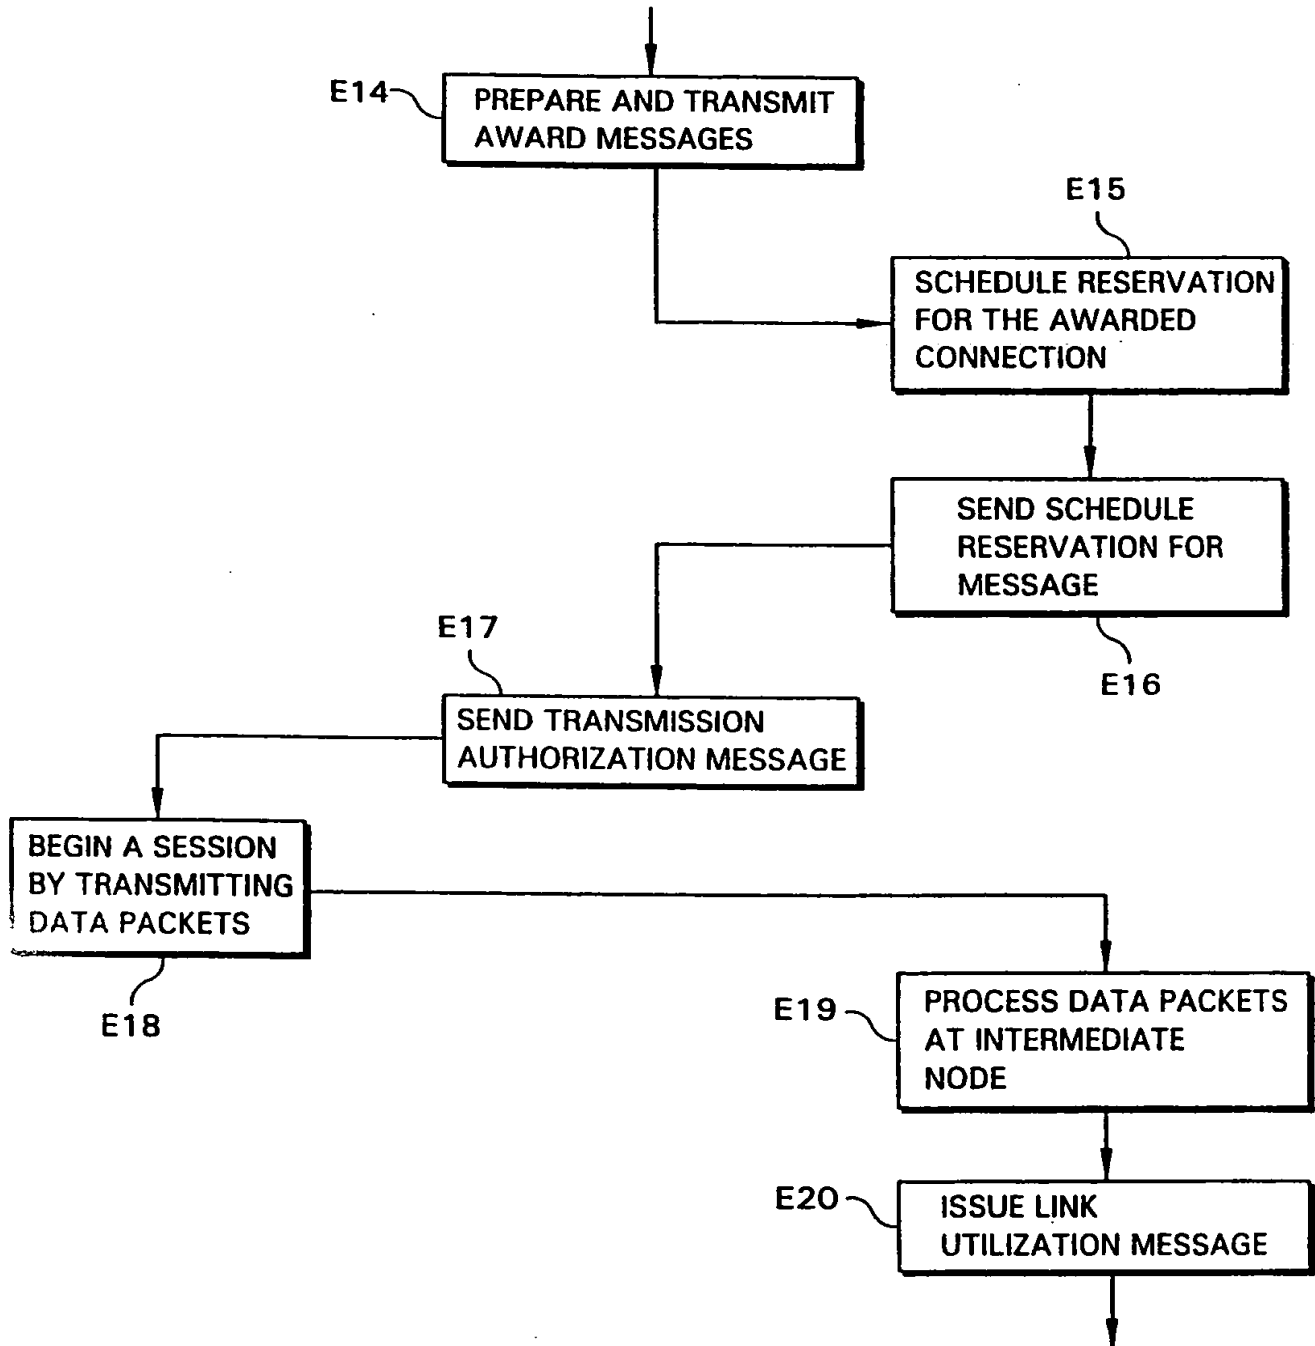 E14
PREPARE AND TRANSMIT
AWARD MESSAGES
E15
SCHEDULE RESERVATION
FOR THE AWARDED
CONNECTION
SEND SCHEDULE
RESERVATION FOR
MESSAGE
E16
E17
SEND TRANSMISSION
AUTHORIZATION MESSAGE
BEGIN A SESSION
BY TRANSMITTING
DATA PACKETS
E18
E19
PROCESS DATA PACKETS
AT INTERMEDIATE
NODE
E20
ISSUE LINK
UTILIZATION MESSAGE